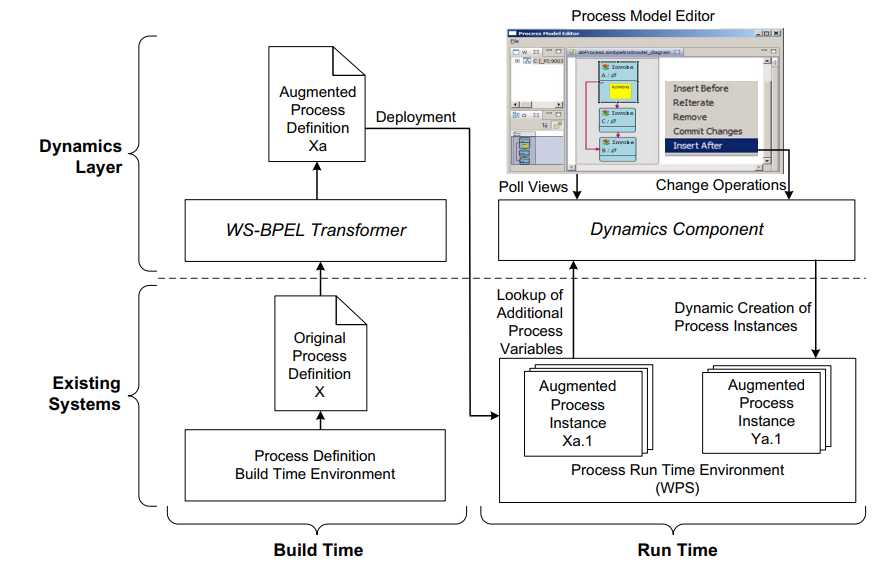 Process Model Editor
Process Model Editor
File
abProcess.ombpelinstmodel_diagram
Invoke
A :
RUNNING
Invoke
C :
Invoke
B :
Insert Before
ReIterate
Remove
Commit Changes
Insert After
Augmented
Process
Definition
Xa
Deployment
Dynamics
Layer
Poll Views
Change Operations
WS-BPEL Transformer
Dynamics Component
Lookup of
Additional
Process
Variables
Dynamic Creation of
Process Instances
Original
Process
Definition
X
Existing
Systems
Augmented
Process
Instance
Xa.1
Augmented
Process
Instance
Ya.1
Process Definition
Build Time Environment
Process Run Time Environment
(WPS)
Build Time
Run Time